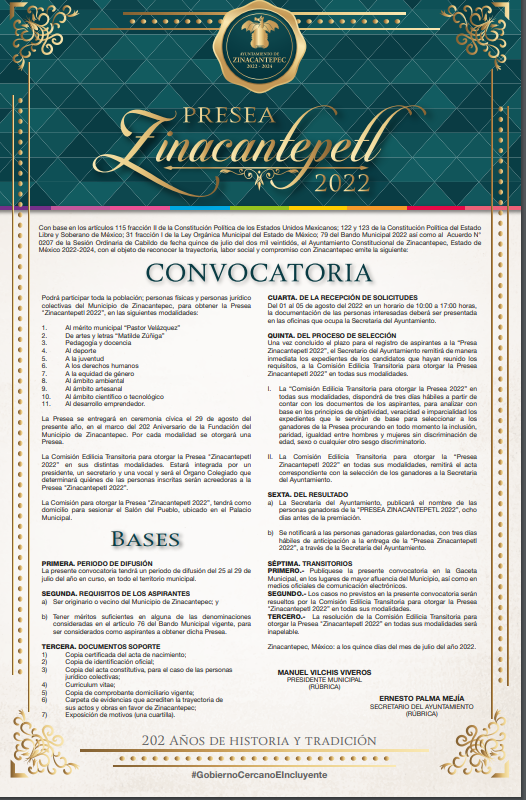 AYUNTAMIENTO DE
ZINACANTEPEC
2022 - 2024
PRESEA
Zinacantepetl
2022
Con base en los artículos 115 fracción II de la Constitución Política de los Estados Unidos Mexicanos; 122 y 123 de la Constitución Política del Estado
Libre y Soberano de México; 31 fracción I de la Ley Orgánica Municipal del Estado de México; 79 del Bando Municipal 2022 así como al Acuerdo N°
0207 de la Sesión Ordinaria de Cabildo de fecha quince de julio del dos mil veintidós, el Ayuntamiento Constitucional de Zinacantepec, Estado de
México 2022-2024, con el objeto de reconocer la trayectoria, labor social y compromiso con Zinacantepec emite la siguiente:
CONVOCATORIA
Podrá participar toda la población; personas físicas y personas jurídico
colectivas del Municipio de Zinacantepec, para obtener la Presea
"Zinacantepetl 2022", en las siguientes modalidades:
1. Al mérito municipal "Pastor Velázquez"
2. De artes y letras "Matilde Zúñiga"
3. Pedagogía y docencia
4. Al deporte
5. A la juventud
6. A los derechos humanos
7. A la equidad de género
8. Al ámbito ambiental
9. Al ámbito artesanal
10. Al ámbito científico o tecnológico
11. Al desarrollo emprendedor.
La Presea se entregará en ceremonia cívica el 29 de agosto del
presente año, en el marco del 202 Aniversario de la Fundación del
Municipio de Zinacantepec. Por cada modalidad se otorgará una
Presea.
La Comisión Edilicia Transitoria para otorgar la Presea "Zinacantepetl
2022" en sus distintas modalidades. Estará integrada por un
presidente, un secretario y una vocal y será el Órgano Colegiado que
determinará quiénes de las personas inscritas serán acreedoras a la
Presea "Zinacantepetl 2022".
La Comisión para otorgar la Presea "Zinacantepetl 2022", tendrá como
domicilio para sesionar el Salón del Pueblo, ubicado en el Palacio
Municipal.
BASES
PRIMERA. PERIODO DE DIFUSIÓN
La presente convocatoria tendrá un periodo de difusión del 25 al 29 de
julio del año en curso, en todo el territorio municipal.
SEGUNDA. REQUISITOS DE LOS ASPIRANTES
a) Ser originario o vecino del Municipio de Zinacantepec; y
b) Tener méritos suficientes en alguna de las denominaciones
consideradas en el artículo 76 del Bando Municipal vigente, para
ser considerados como aspirantes a obtener dicha Presea.
TERCERA. DOCUMENTOS SOPORTE
1) Copia certificada del acta de nacimiento;
2) Copia de identificación oficial;
3) Copia del acta constitutiva, para el caso de las personas
jurídico colectivas;
4) Curriculum vitae;
5) Copia de comprobante domiciliario vigente;
6) Carpeta de evidencias que acrediten la trayectoria de
sus actos y obras en favor de Zinacantepec;
7) Exposición de motivos (una cuartilla).
CUARTA. DE LA RECEPCIÓN DE SOLICITUDES
Del 01 al 05 de agosto del 2022 en un horario de 10:00 a 17:00 horas,
la documentación de las personas interesadas deberá ser presentada
en las oficinas que ocupa la Secretaría del Ayuntamiento.
QUINTA. DEL PROCESO DE SELECCIÓN
Una vez concluido el plazo para el registro de aspirantes a la "Presea
Zinacantepetl 2022", el Secretario del Ayuntamiento remitirá de manera
inmediata los expedientes de los candidatos que hayan reunido los
requisitos, a la Comisión Edilicia Transitoria para otorgar la Presea
Zinacantepetl 2022" en todas sus modalidades.
I. La "Comisión Edilicia Transitoria para otorgar la Presea 2022" en
todas sus modalidades, dispondrá de tres días hábiles a partir de
contar con los documentos de los aspirantes, para analizar con
base en los principios de objetividad, veracidad e imparcialidad los
expedientes que le servirán de base para seleccionar a los
ganadores de la Presea procurando en todo momento la inclusión,
paridad, igualdad entre hombres y mujeres sin discriminación de
edad, sexo o cualquier otro sesgo discriminatorio.
II. La Comisión Edilicia Transitoria para otorgar la "Presea
Zinacantepetl 2022" en todas sus modalidades, remitirá el acta
correspondiente con la selección de los ganadores a la Secretaría
del Ayuntamiento.
SEXTA. DEL RESULTADO
a) La Secretaría del Ayuntamiento, publicará el nombre de las
personas ganadoras de la "PRESEA ZINACANTEPETL 2022", ocho
días antes de la premiación.
b) Se notificará a las personas galardonadas, con tres días
hábiles de anticipación a la entrega de la "Presea Zinacantepetl
2022", a través de la Secretaría del Ayuntamiento.
SÉPTIMA. TRANSITORIOS
PRIMERO.- Publíquese la presente convocatoria en la Gaceta
Municipal, en los lugares de mayor afluencia del Municipio, así como en
medios oficiales de comunicación electrónicos.
SEGUNDO.- Los casos no previstos en la presente convocatoria serán
resueltos por la Comisión Edilicia Transitoria para otorgar la Presea
"Zinacantepetl 2022" en todas sus modalidades.
TERCERO.- La resolución de la Comisión Edilicia Transitoria para
otorgar la Presea "Zinacantepetl 2022" en todas sus modalidades será
inapelable.
Zinacantepec, México: a los quince días del mes de julio del año 2022.
MANUEL VILCHIS VIVEROS
PRESIDENTE MUNICIPAL
(RÚBRICA)
ERNESTO PALMA MEJÍA
SECRETARIO DEL AYUNTAMIENTO
(RÚBRICA)
202 AÑOS DE HISTORIA Y TRADICIÓN
#GobiernoCercanoEIncluyente